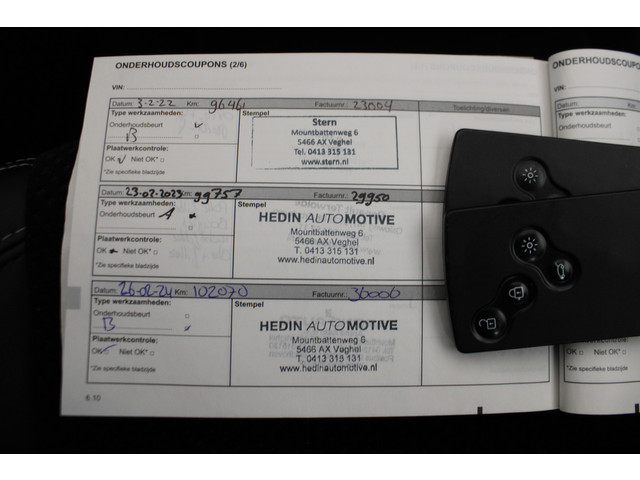 ONDERHOUDSCOUPONS (2/6)
ONDERHOUDSCOUPONS
VIN:
Datum: 3-2-22 Km: 96461 Factuurnr.: 23004
Type werkzaamheden: Stempel
Onderhoudsbeurt
B
Plaatwerkcontrole:
OK Niet OK*
*Zie specifieke bladzijde
Stern
Mountbattenweg 6
5466 AX Veghel
Tel. 0413 315 131
www.stern.nl
Datum: 23-02-2023 Km: 99757 Factuurnr.: 29950
Type werkzaamheden: Stempel
Onderhoudsbeurt A
Plaatwerkcontrole:
OK Niet OK*
*Zie specifieke bladzijde
HEDIN AUTOMOTIVE
Mountbattenweg 6
5466 AX Veghel
T. 0413 315 131
www.hedinautomotive.nl
Datum: 26-02-24 Km: 102070 Factuurnr.: 36006
Type werkzaamheden: Stempel
Onderhoudsbeurt
B
Plaatwerkcontrole:
OK Niet OK*
*Zie specifieke bladzijde
HEDIN AUTOMOTIVE
Mountbattenweg 6
5466 AX Veghel
T. 0413 315 131
www.hedinautomotive.nl
6.10